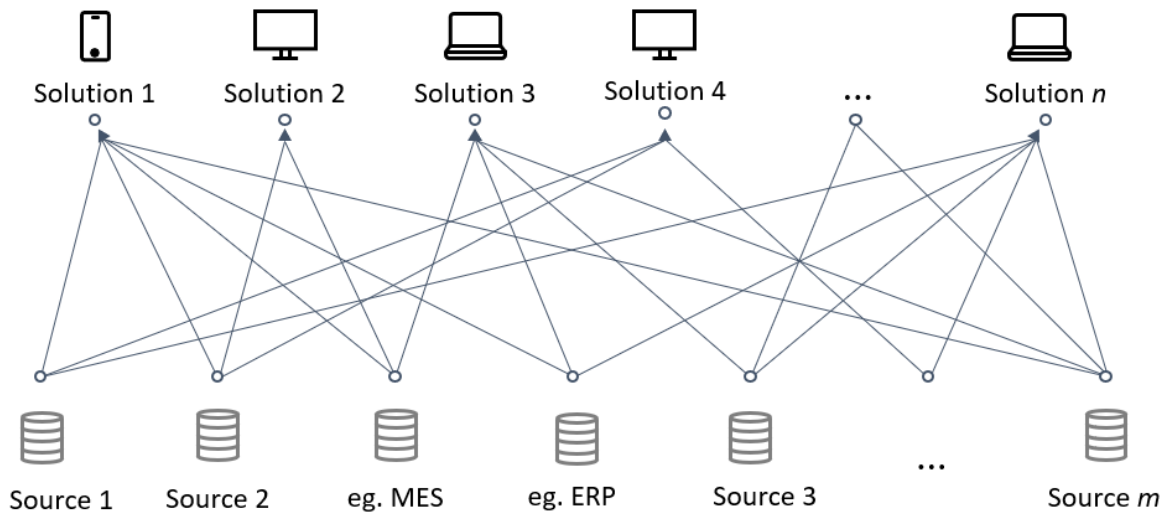 Solution 1
Solution 2
Solution 3
Solution 4
...
Solution n
Source 1
Source 2
eg. MES
eg. ERP
Source 3
...
Source m